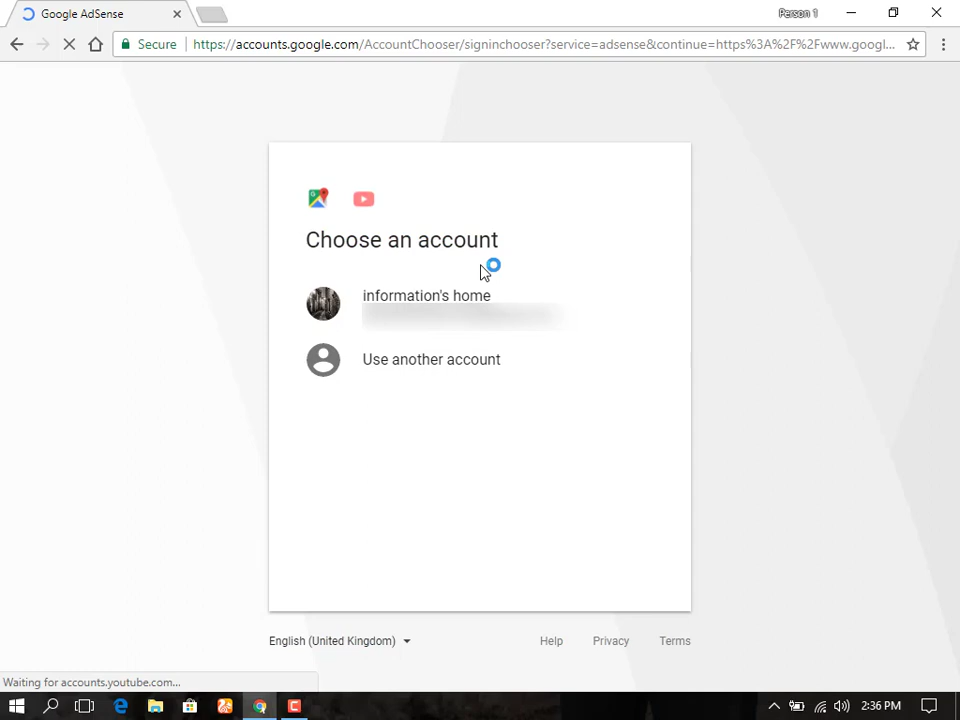 Google AdSense
Person 1
Secure
https://accounts.google.com/AccountChooser/signinchooser?service=adsense&continue=https%3A%2F%2Fwww.googl...
Choose an account
information's home
Use another account
English (United Kingdom)
Help
Privacy
Terms
Waiting for accounts.youtube.com...
2:36 PM